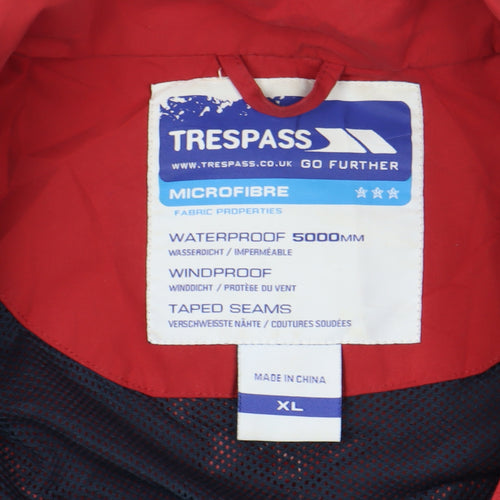 TRESPASS
WWW.TRESPASS.CO.UK GO FURTHER
MICROFIBRE
FABRIC PROPERTIES
WATERPROOF 5000MM
WASSERDICHT / IMPERMÉABLE
WINDPROOF
WINDDICHT / PROTÈGE DU VENT
TAPED SEAMS
VERSCHWEISSTE NÄHTE / COUTURES SOUDÉES
MADE IN CHINA
XL